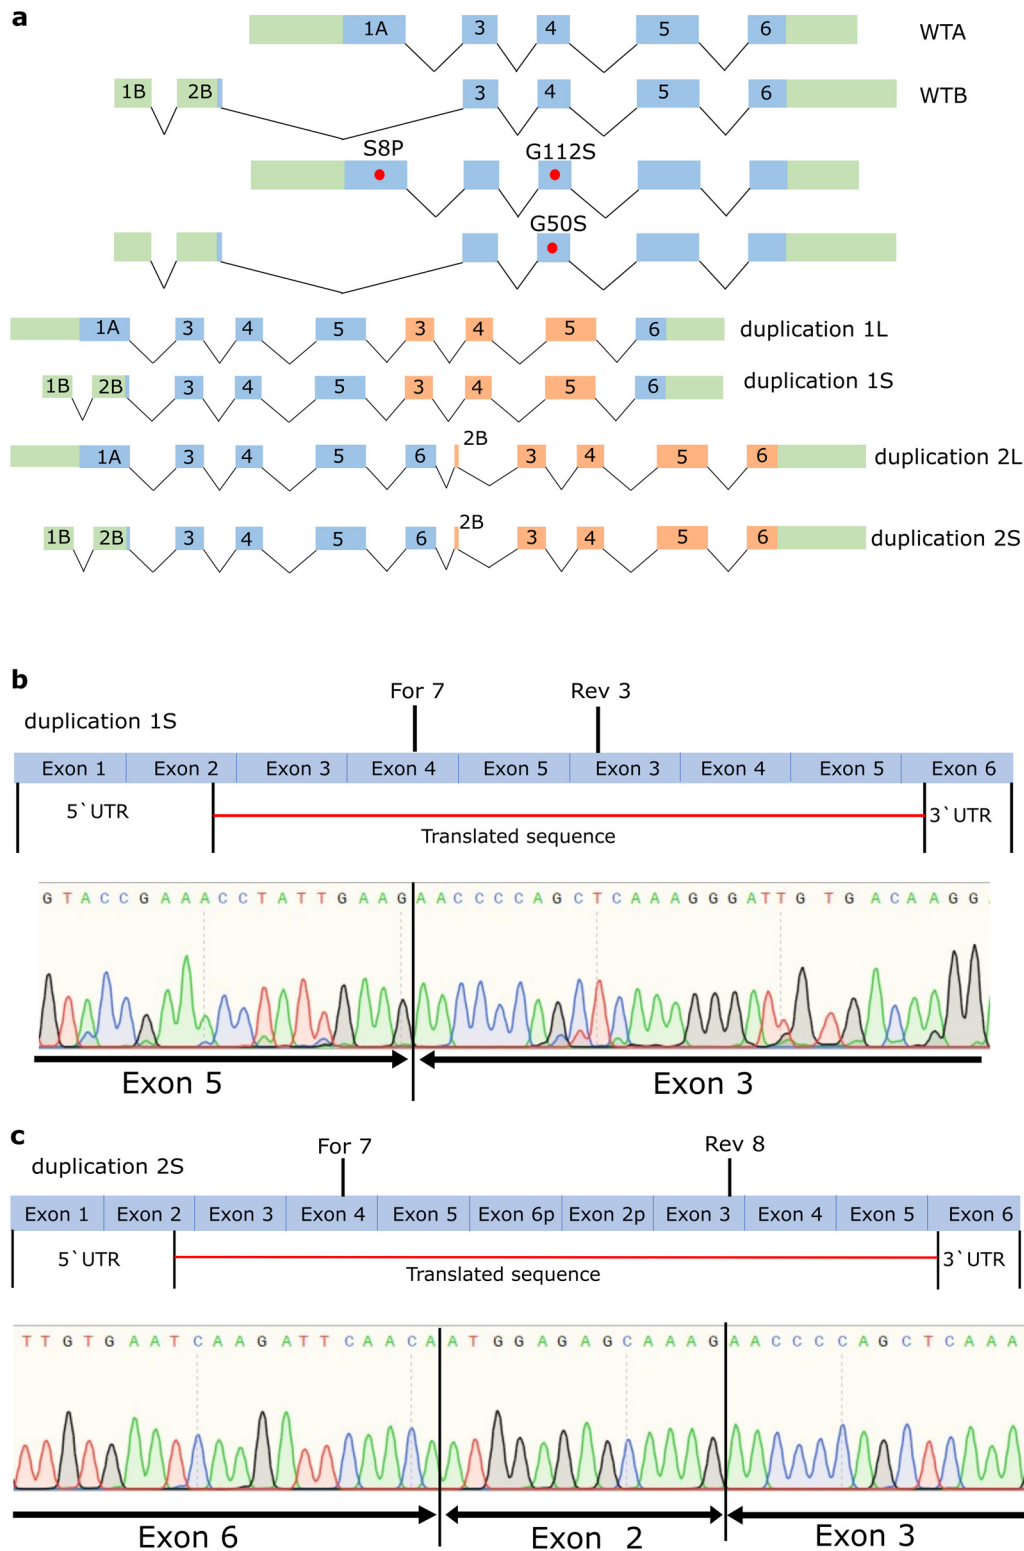 a
1A 3 4 5 6 WTA
1B 2B 3 4 5 6 WTB
S8P G112S
G50S
1A 3 4 5 3 4 5 6 duplication 1L
1B 2B 3 4 5 3 4 5 6 duplication 1S
1A 3 4 5 6 2B 3 4 5 6 duplication 2L
1B 2B 3 4 5 6 2B 3 4 5 6 duplication 2S
b
For 7 Rev 3
duplication 1S
Exon 1 Exon 2 Exon 3 Exon 4 Exon 5 Exon 3 Exon 4 Exon 5 Exon 6
5`UTR 3`UTR
Translated sequence
G T A C C G A A A C C T A T T G A A G A A C C C C A G C T C A A A G G G A T T G T G A C A A G G
Exon 5 Exon 3
c
For 7 Rev 8
duplication 2S
Exon 1 Exon 2 Exon 3 Exon 4 Exon 5 Exon 6p Exon 2p Exon 3 Exon 4 Exon 5 Exon 6
5`UTR 3`UTR
Translated sequence
T T G T G A A T C A A G A T T C A A C A A T G G A G A G C A A A G A A C C C C A G C T C A A A
Exon 6 Exon 2 Exon 3